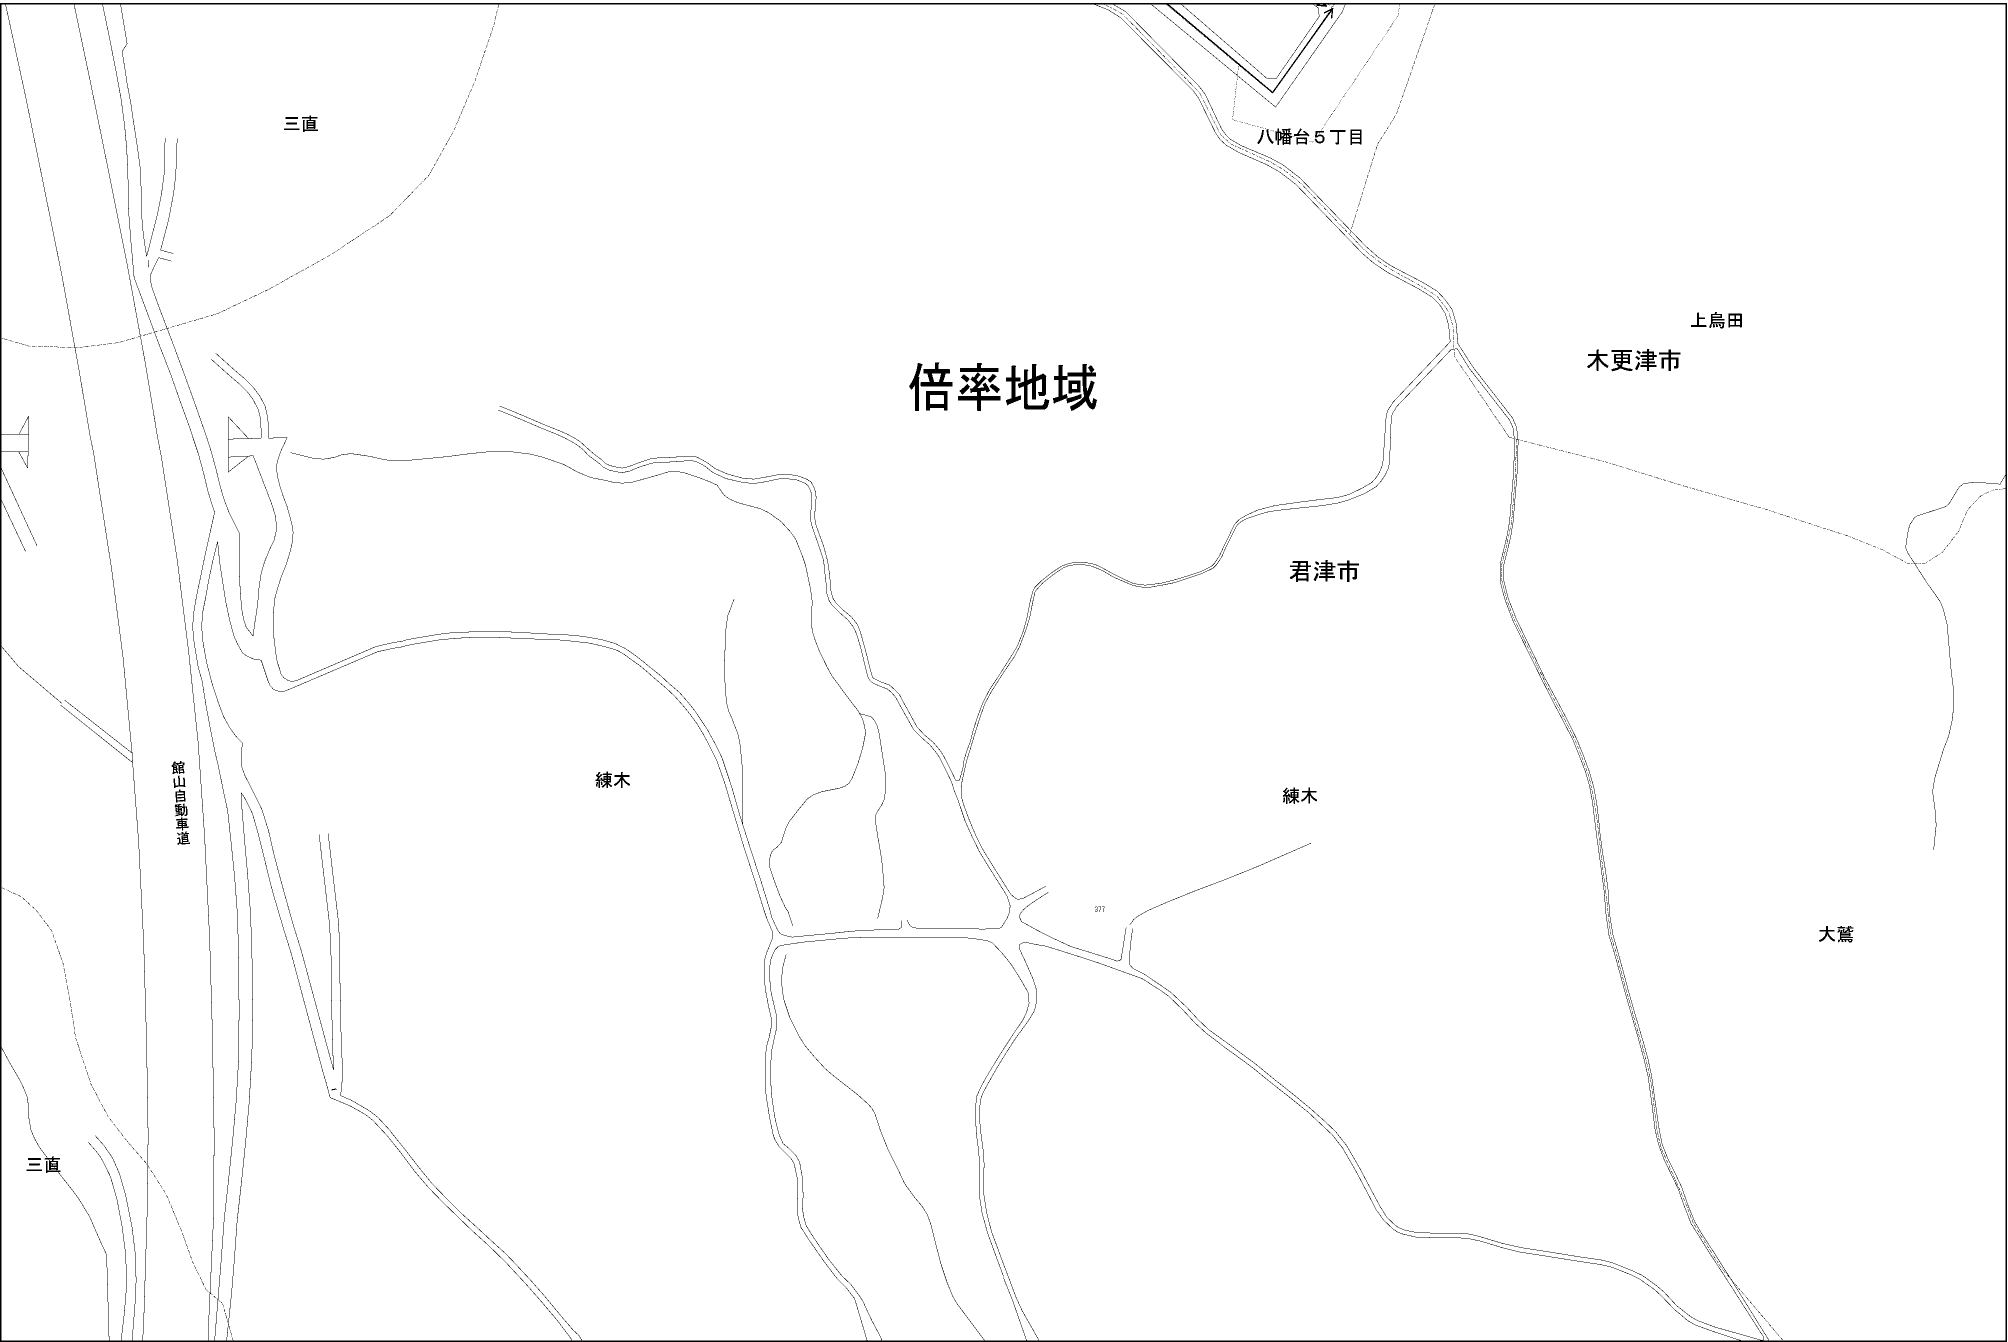 三直
八幡台5丁目
上烏田
木更津市
倍率地域
君津市
館山自動車道
練木
練木
377
大鷲
三直